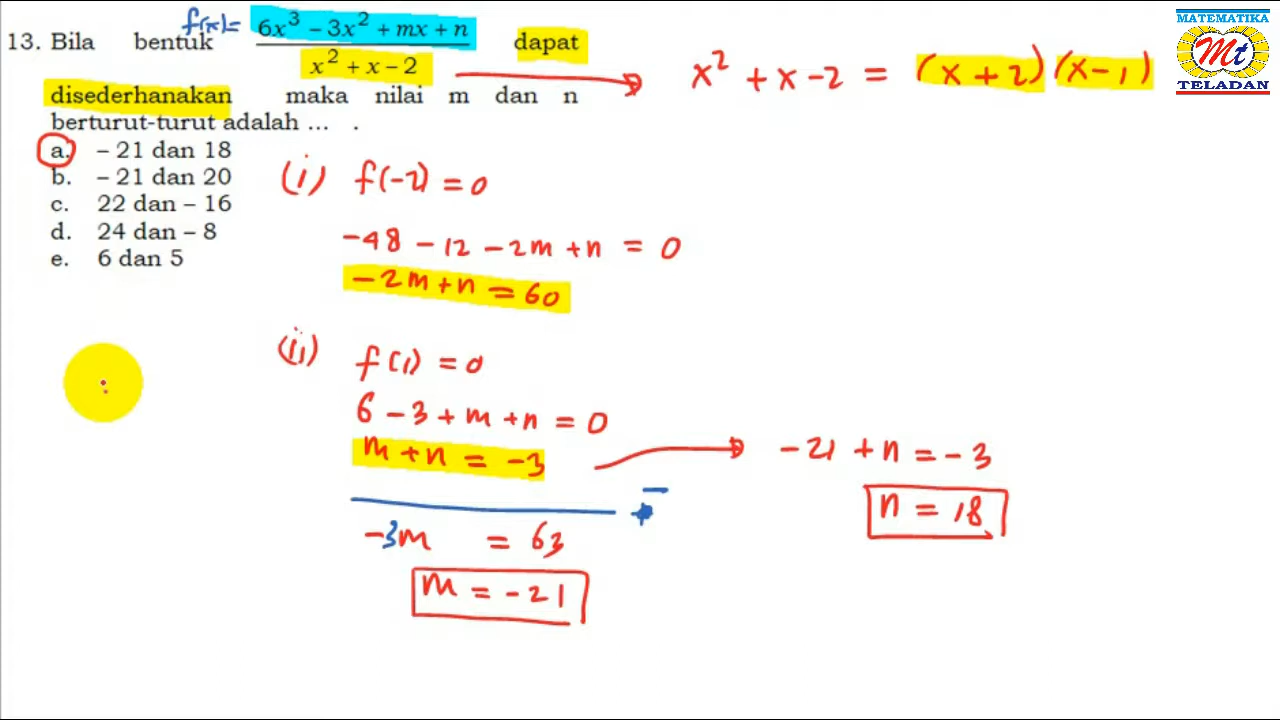 f(x)=
13. Bila bentuk 6x³ − 3x² + mx + n / x² + x − 2 dapat
disederhanakan maka nilai m dan n
berturut-turut adalah ... .
a. − 21 dan 18
b. − 21 dan 20
c. 22 dan − 16
d. 24 dan − 8
e. 6 dan 5
x² + x − 2 = (x + 2)(x − 1)
MATEMATIKA
Mt
TELADAN
(i) f(−2) = 0
−48 − 12 − 2m + n = 0
−2m + n = 60
(ii) f(1) = 0
6 − 3 + m + n = 0
m + n = −3
−
−3m = 63
m = −21
−21 + n = −3
n = 18